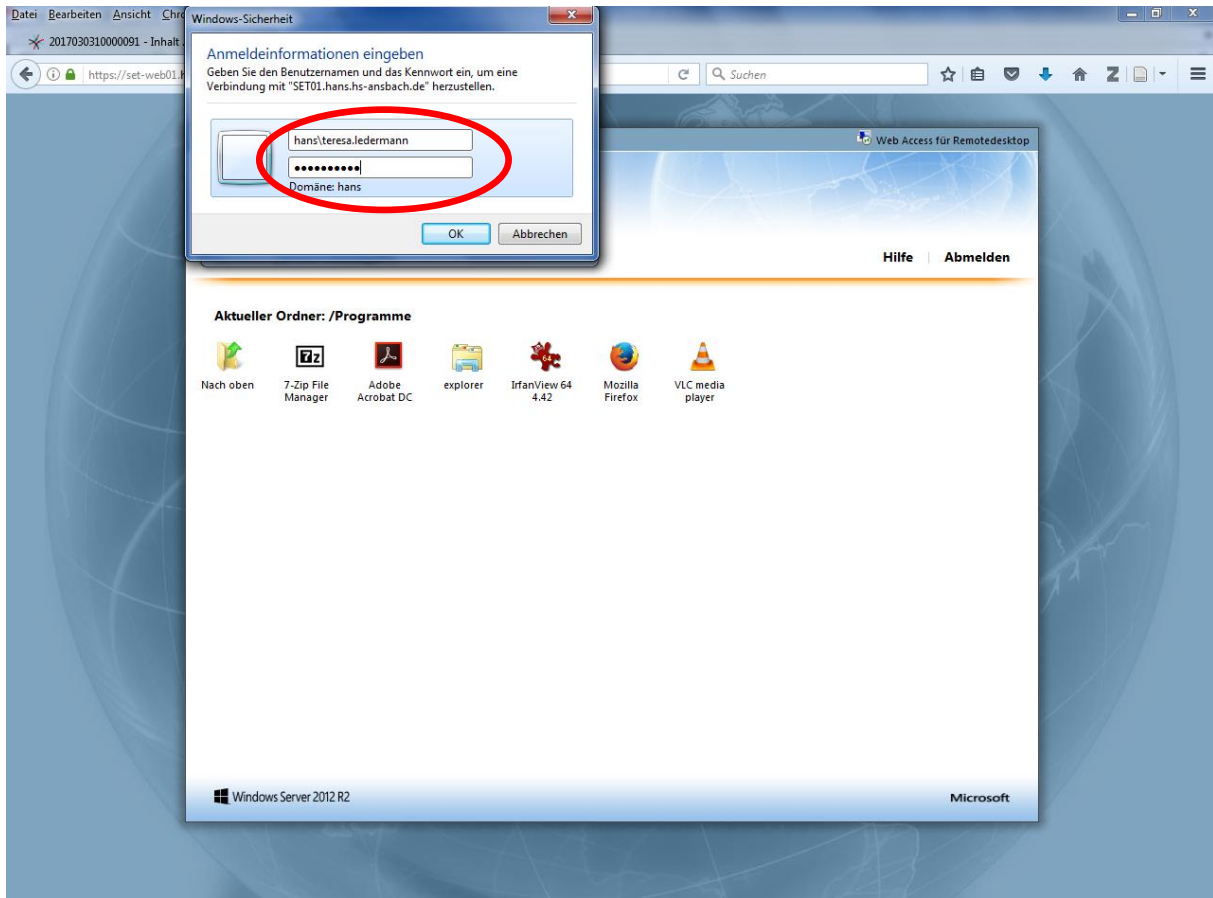 Datei Bearbeiten Ansicht
Windows-Sicherheit
2017030310000091 - Inhalt
https://set-web01.
Suchen
Anmeldeinformationen eingeben
Geben Sie den Benutzernamen und das Kennwort ein, um eine
Verbindung mit "SET01.hans.hs-ansbach.de" herzustellen.
hans\teresa.ledermann
••••••••••
Domäne: hans
OK Abbrechen
Web Access für Remotedesktop
Hilfe | Abmelden
Aktueller Ordner: /Programme
Nach oben
7-Zip File
Manager
Adobe
Acrobat DC
explorer
IrfanView 64
4.42
Mozilla
Firefox
VLC media
player
Windows Server 2012 R2
Microsoft